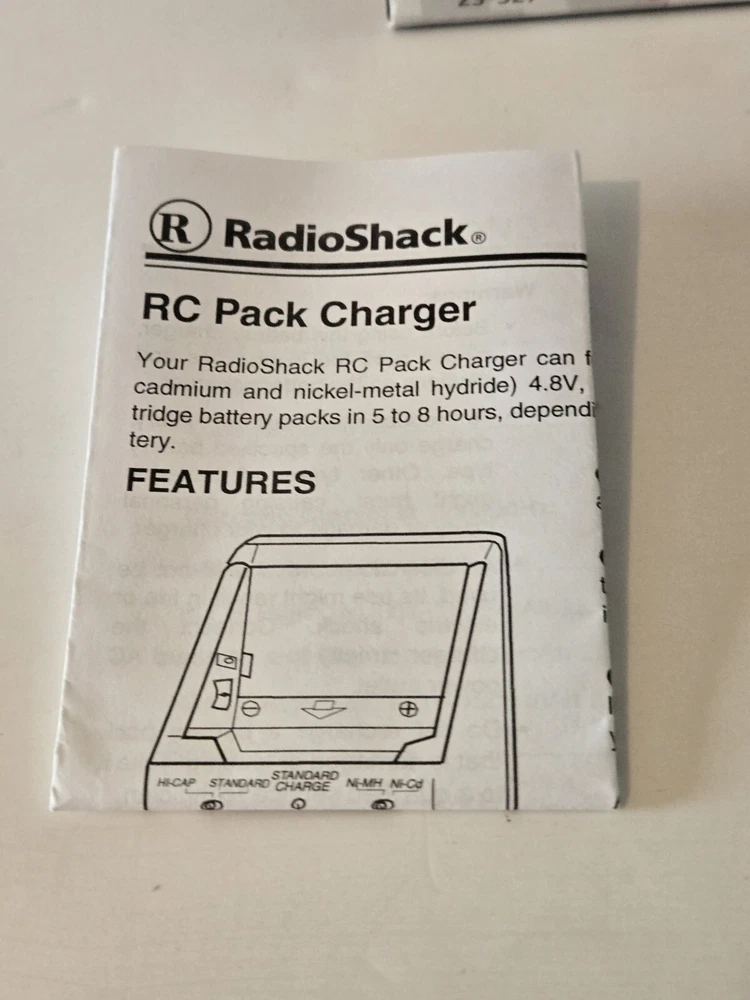 R RadioShack®
RC Pack Charger
Your RadioShack RC Pack Charger can f
cadmium and nickel-metal hydride) 4.8V,
tridge battery packs in 5 to 8 hours, dependi
tery.
FEATURES
HI-CAP STANDARD STANDARD CHARGE NI-MH NI-Cd